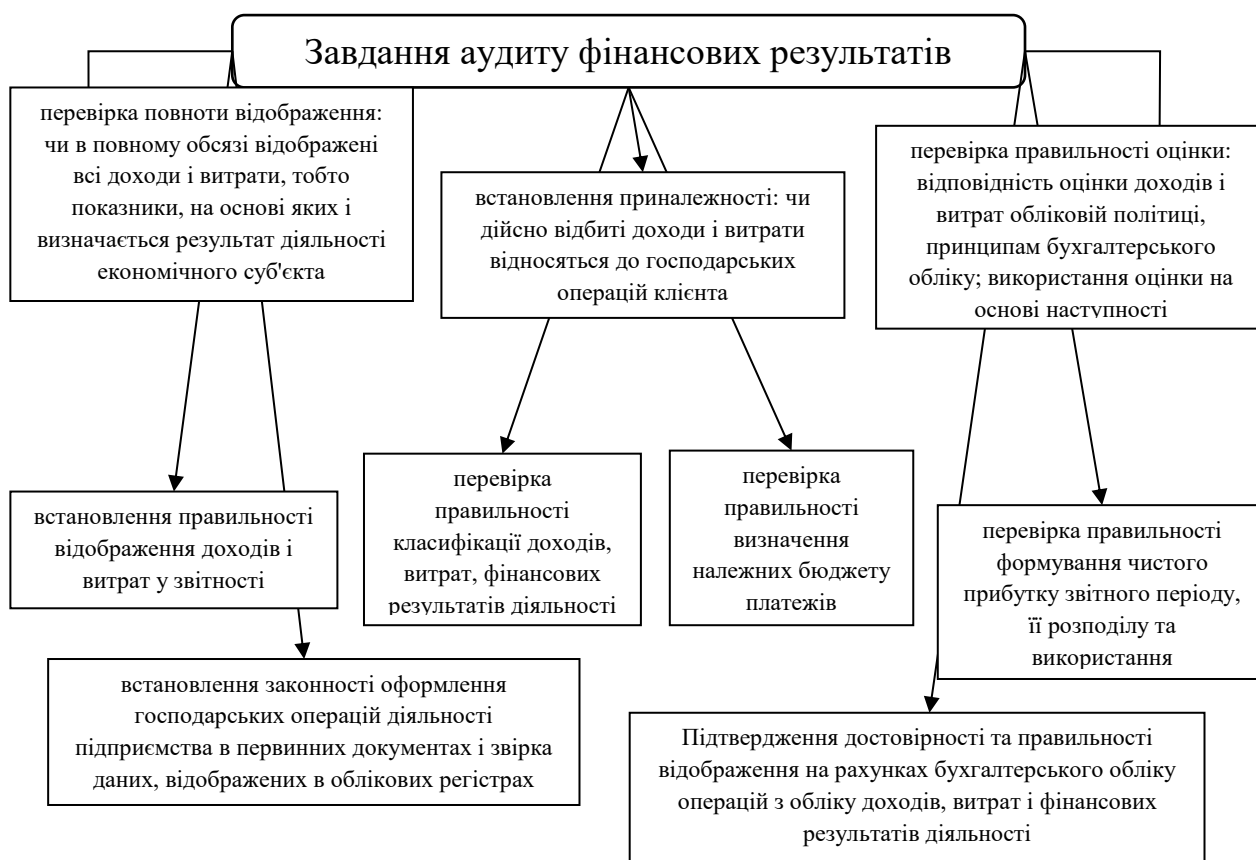 Завдання аудиту фінансових результатів
перевірка повноти відображення:
чи в повному обсязі відображені
всі доходи і витрати, тобто
показники, на основі яких і
визначається результат діяльності
економічного суб'єкта
встановлення приналежності: чи
дійсно відбиті доходи і витрати
відносяться до господарських
операцій клієнта
перевірка правильності оцінки:
відповідність оцінки доходів і
витрат обліковій політиці,
принципам бухгалтерського
обліку; використання оцінки на
основі наступності
встановлення правильності
відображення доходів і
витрат у звітності
перевірка
правильності
класифікації доходів,
витрат, фінансових
результатів діяльності
перевірка
правильності
визначення
належних бюджету
платежів
перевірка правильності
формування чистого
прибутку звітного періоду,
її розподілу та
використання
встановлення законності оформлення
господарських операцій діяльності
підприємства в первинних документах і звірка
даних, відображених в облікових регістрах
Підтвердження достовірності та правильності
відображення на рахунках бухгалтерського обліку
операцій з обліку доходів, витрат і фінансових
результатів діяльності